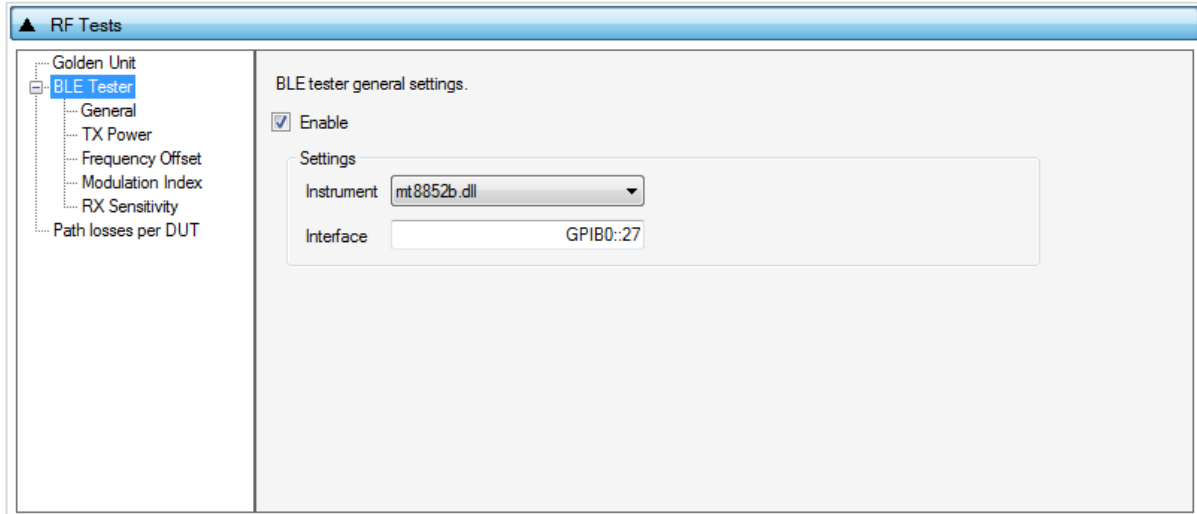 RF Tests
Golden Unit
BLE Tester
General
TX Power
Frequency Offset
Modulation Index
RX Sensitivity
Path losses per DUT
BLE tester general settings.
Enable
Settings
Instrument mt8852b.dll
Interface GPIB0::27